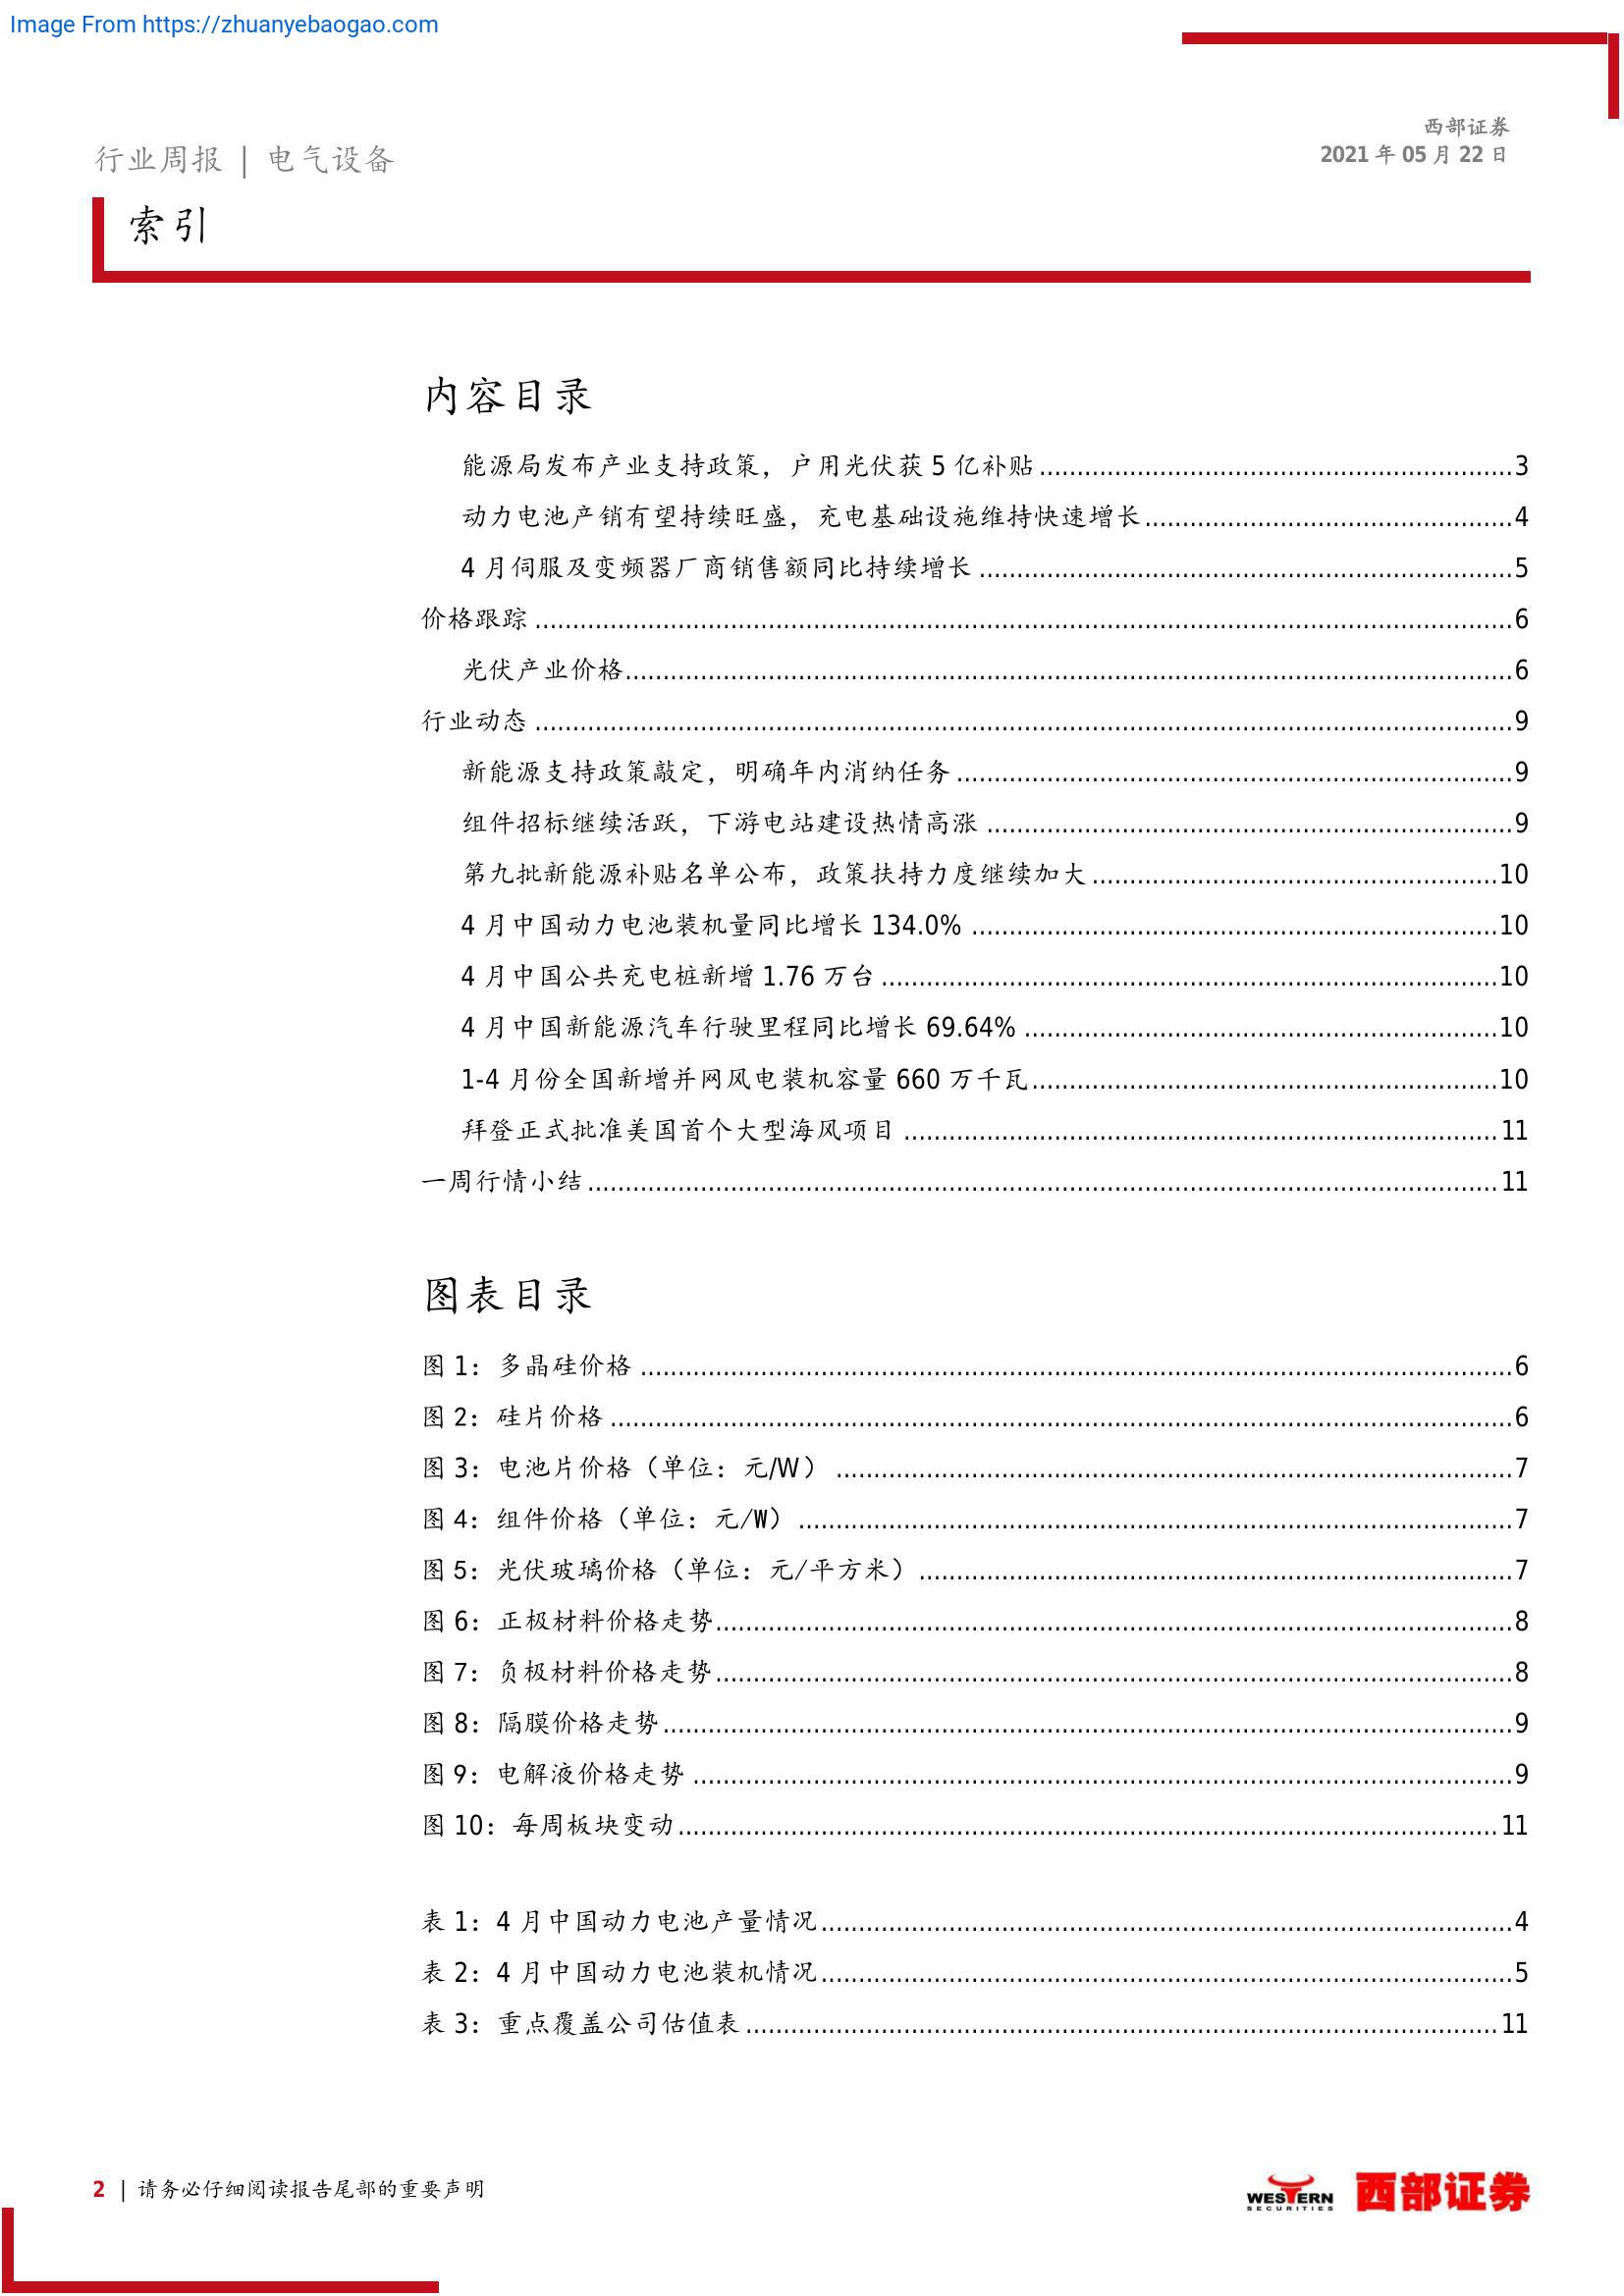 Image From https://zhuanyebaogao.com
西部证券
2021 年 05 月 22 日
行业周报 | 电气设备
索引
内容目录
能源局发布产业支持政策，户用光伏获 5 亿补贴 3
动力电池产销有望持续旺盛，充电基础设施维持快速增长 4
4 月伺服及变频器厂商销售额同比持续增长 5
价格跟踪 6
光伏产业价格 6
行业动态 9
新能源支持政策敲定，明确年内消纳任务 9
组件招标继续活跃，下游电站建设热情高涨 9
第九批新能源补贴名单公布，政策扶持力度继续加大 10
4 月中国动力电池装机量同比增长 134.0% 10
4 月中国公共充电桩新增 1.76 万台 10
4 月中国新能源汽车行驶里程同比增长 69.64% 10
1-4 月份全国新增并网风电装机容量 660 万千瓦 10
拜登正式批准美国首个大型海风项目 11
一周行情小结 11
图表目录
图 1：多晶硅价格 6
图 2：硅片价格 6
图 3：电池片价格（单位：元/W） 7
图 4：组件价格（单位：元/W） 7
图 5：光伏玻璃价格（单位：元/平方米） 7
图 6：正极材料价格走势 8
图 7：负极材料价格走势 8
图 8：隔膜价格走势 9
图 9：电解液价格走势 9
图 10：每周板块变动 11
表 1：4 月中国动力电池产量情况 4
表 2：4 月中国动力电池装机情况 5
表 3：重点覆盖公司估值表 11
2 | 请务必仔细阅读报告尾部的重要声明
WESTERN
SECURITIES
西部证券